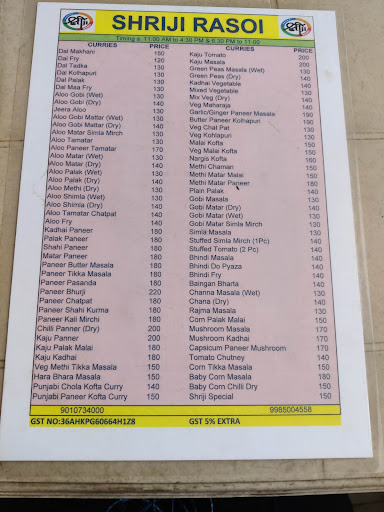 SHRIJI RASOI
Timing s: 11:00 AM to 4:30 PM & 6:30 PM to 11:00
CURRIES PRICE
Dal Makhani 150
Dal Fry 120
Dal Tadka 130
Dal Kolhapuri 130
Dal Palak 130
Dal Maa Fry 130
Aloo Gobi (Wet) 130
Aloo Gobi (Dry) 140
Jeera Aloo 130
Aloo Gobi Mattar (Wet) 130
Aloo Gobi Mattar (Dry) 140
Aloo Matar Simla Mirch 130
Aloo Tamatar 130
Aloo Paneer Tamatar 170
Aloo Matar (Wet) 130
Aloo Matar (Dry) 140
Aloo Palak (Wet) 130
Aloo Palak (Dry) 140
Aloo Methi (Dry) 130
Aloo Shimla (Wet) 130
Aloo Shimla (Dry) 140
Aloo Tamatar Chatpat 140
Aloo Fry 130
Kadhai Paneer 180
Palak Paneer 180
Shahi Paneer 180
Matar Paneer 180
Paneer Butter Masala 180
Paneer Tikka Masala 180
Paneer Pasanda 180
Paneer Bhurji 220
Paneer Chatpat 180
Paneer Shahi Kurma 180
Paneer Kali Mirchi 180
Chilli Panner (Dry) 200
Kaju Panner 200
Kaju Palak Malai 180
Kaju Kadhai 180
Veg Methi Tikka Masala 150
Hara Bhara Masala 150
Punjabi Chola Kofta Curry 140
Punjabi Paneer Kofta Curry 150
CURRIES PRICE
Kaju Tomato 200
Kaju Masala 200
Green Peas Masala (Wet) 130
Green Peas (Dry) 140
Kadhai Vegetable 140
Mixed Vegetable 130
Mix Veg (Dry) 140
Veg Maharaja 140
Garlic/Ginger Paneer Masala 190
Butter Paneer Kolhapuri 190
Veg Chat Pat 130
Veg Kohlapuri 130
Malai Kofta 150
Veg Malai Kofta 150
Nargis Kofta 160
Methi Chaman 150
Methi Matar Malai 150
Methi Matar Paneer 180
Plain Palak 140
Gobi Masala 130
Gobi Matar (Dry) 140
Gobi Matar (Wet) 130
Gobi Matar Simla Mirch 130
Simla Masala 130
Stuffed Simla Mirch (1Pc) 140
Stuffed Tomato (2 Pc) 140
Bhindi Masala 140
Bhindi Do Pyaza 140
Bhindi Fry 140
Baingan Bharta 140
Channa Masala (Wet) 130
Chana (Dry) 140
Rajma Masala 130
Corn Palak Malai 150
Mushroom Masala 170
Mushroom Kadhai 170
Capsicum Paneer Mushroom 170
Tomato Chutney 140
Corn Tikka Masala 150
Baby Corn Masala 180
Baby Corn Chilli Dry 150
Shriji Special 150
9010734000 9985004558
GST NO:36AHKPG60664H1Z8 GST 5% EXTRA